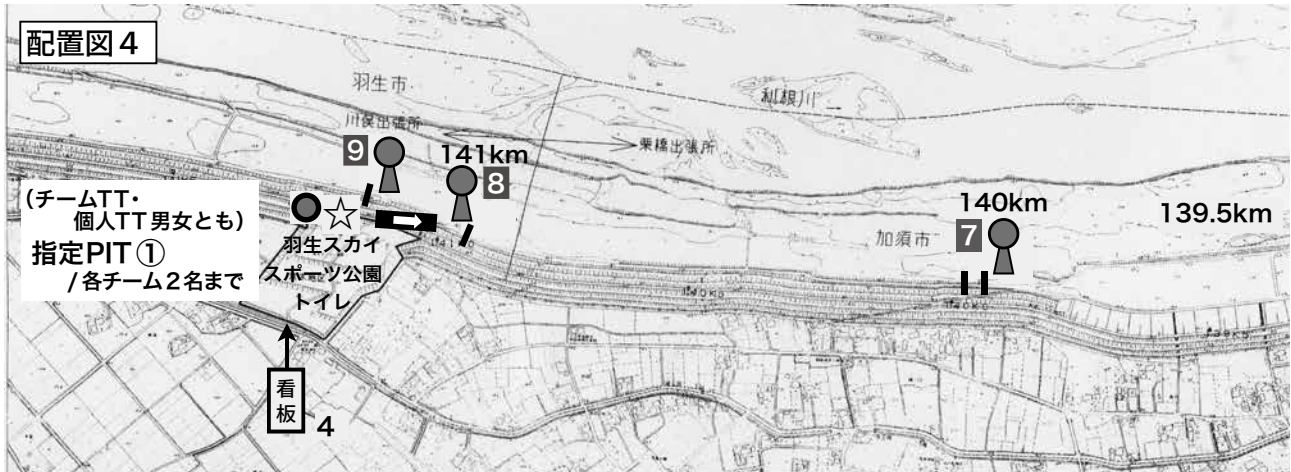 配置図4
羽生市
利根川
川俣出張所
栗橋出張所
9
141km
8
140km
7
139.5km
加須市
(チームTT・
個人TT男女とも)
指定PIT①
/各チーム2名まで
羽生スカイ
スポーツ公園
トイレ
看板
4